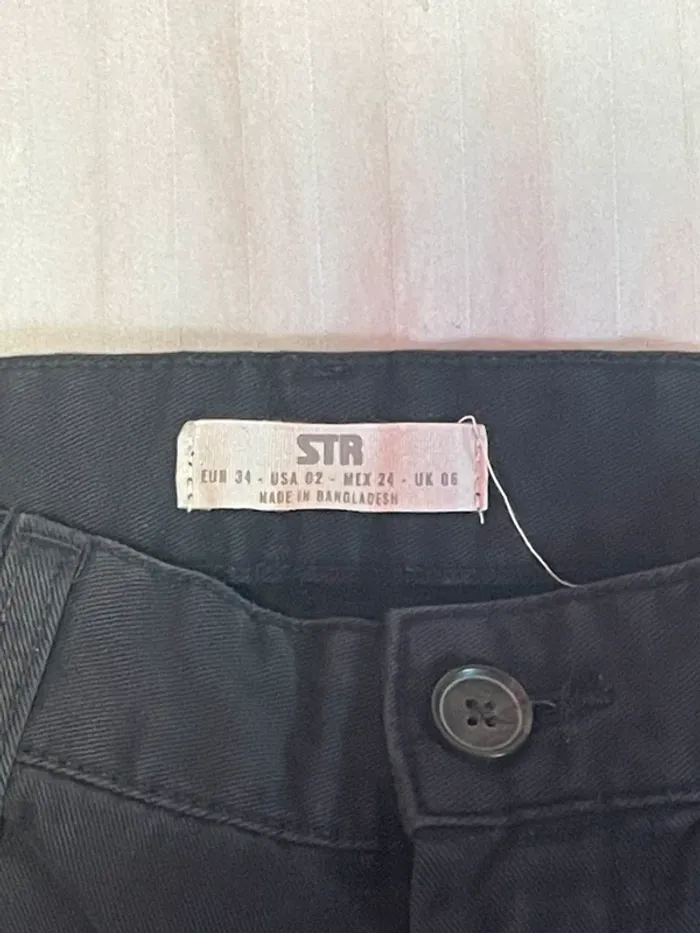 STR
EUR 34 - USA 02 - MEX 24 - UK 06
MADE IN BANGLADESH